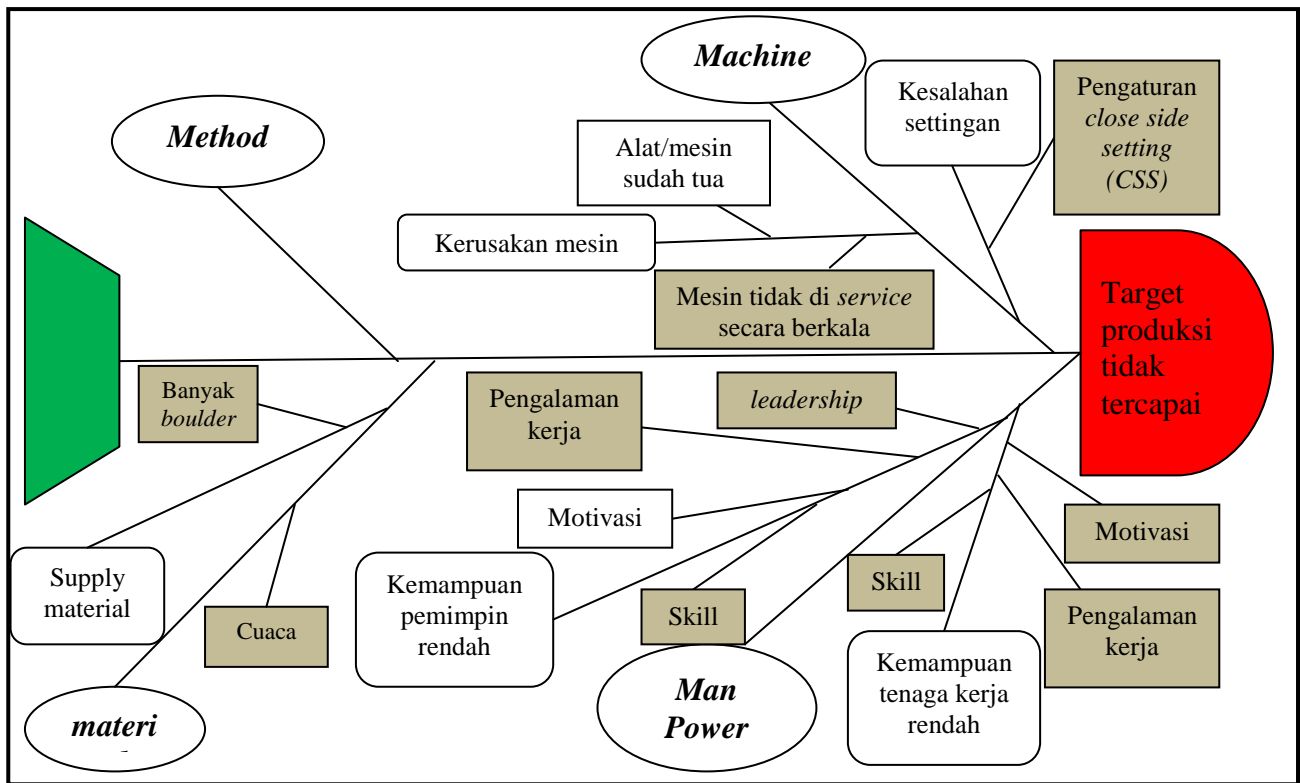 Machine
Kesalahan
settingan
Pengaturan
close side
setting
(CSS)
Method
Alat/mesin
sudah tua
Kerusakan mesin
Mesin tidak di service
secara berkala
Target
produksi
tidak
tercapai
Banyak
boulder
Pengalaman
kerja
leadership
Motivasi
Motivasi
Supply
material
Cuaca
Kemampuan
pemimpin
rendah
Skill
Skill
Pengalaman
kerja
Kemampuan
tenaga kerja
rendah
Man
Power
materi